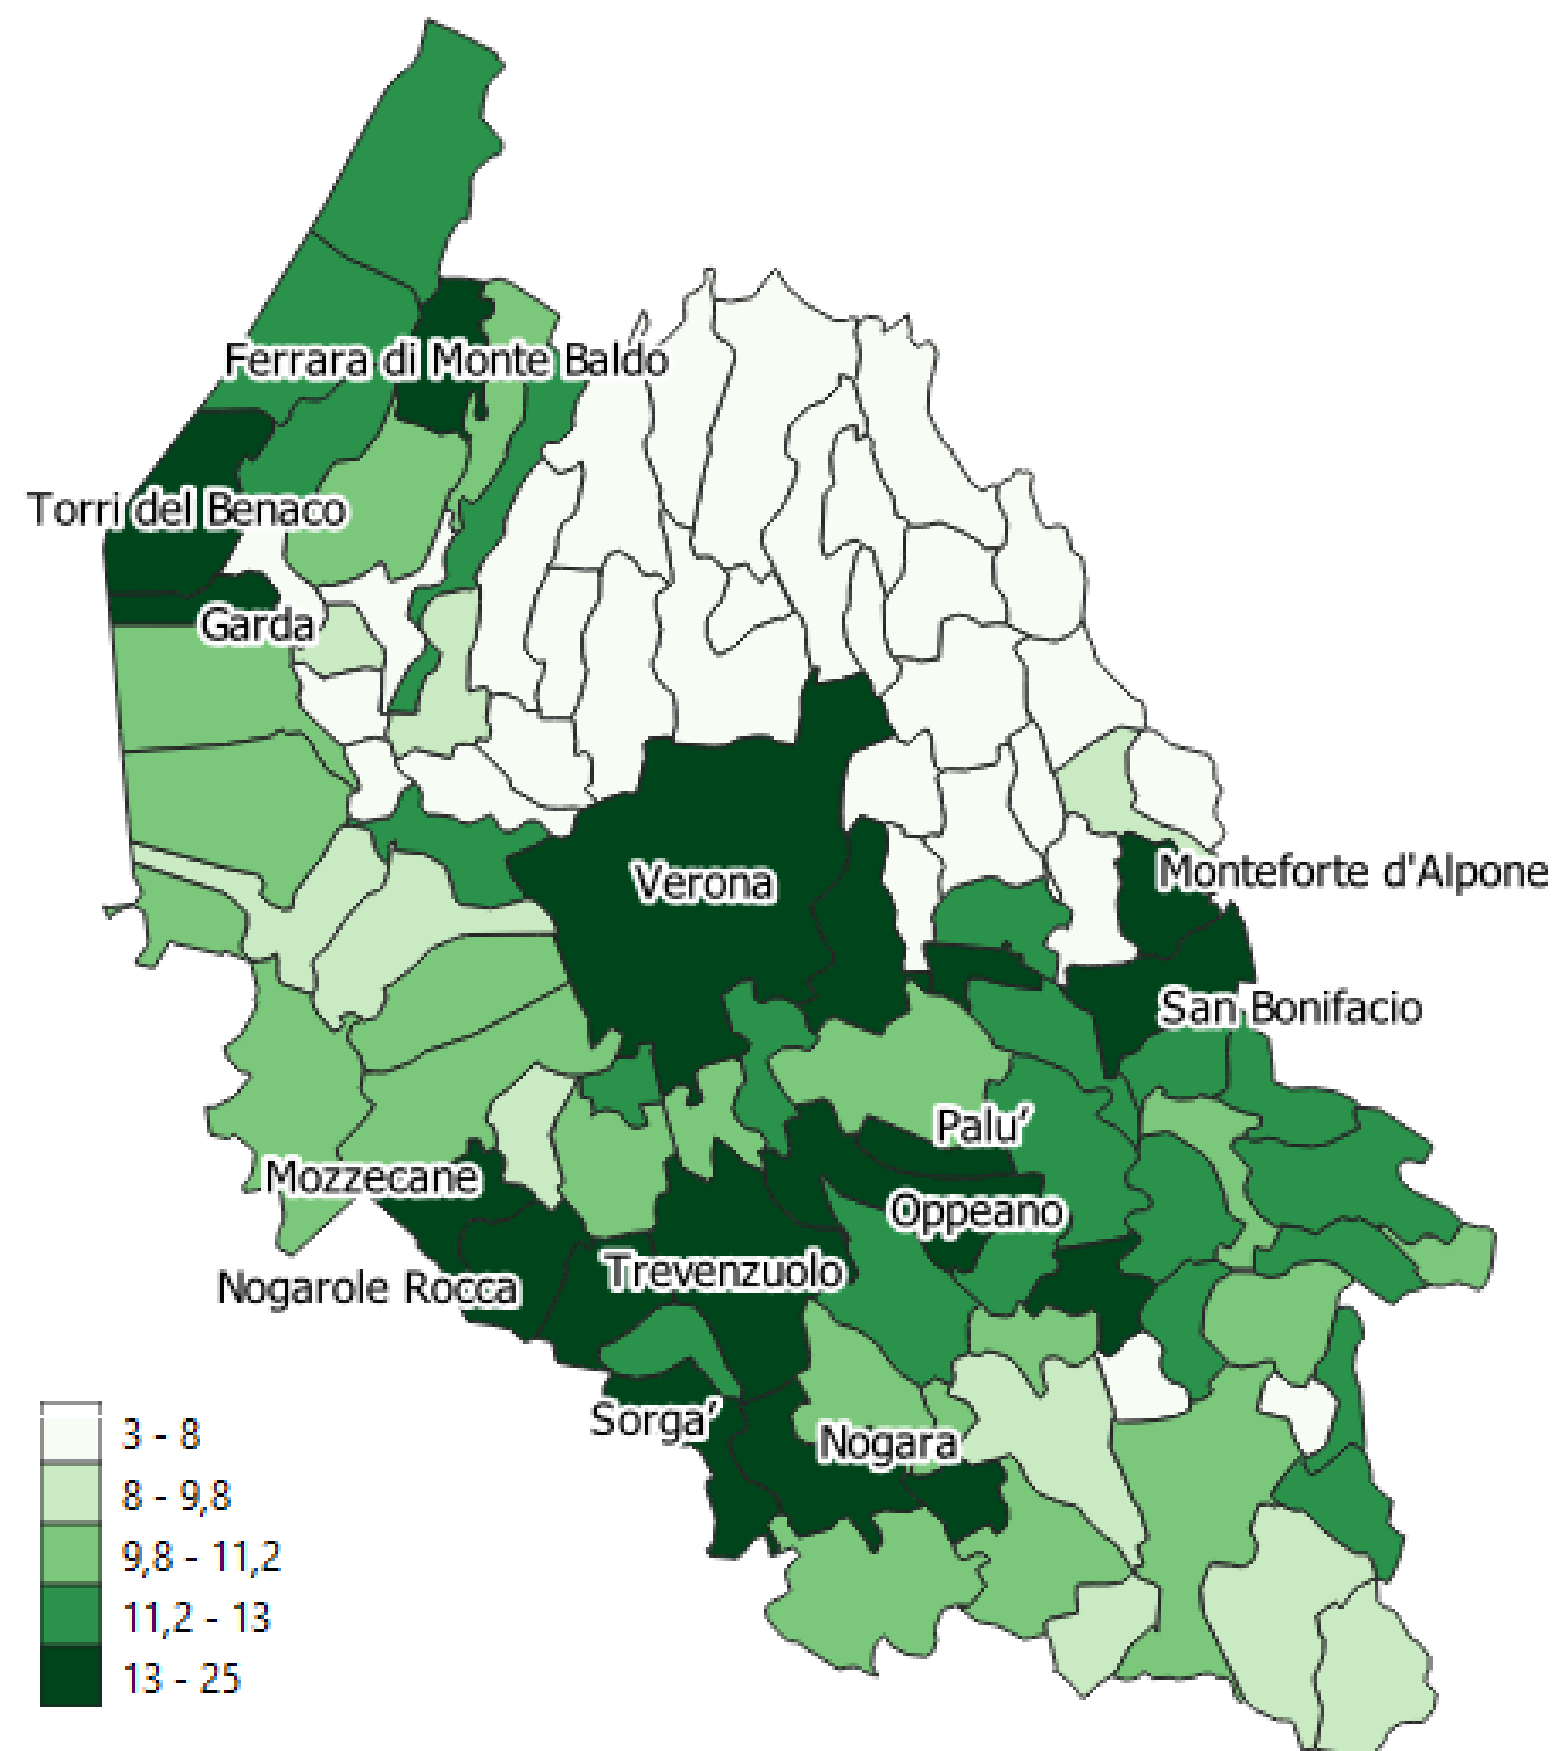 Ferrara di Monte Baldo
Torri del Benaco
Garda
Verona
Monteforte d'Alpone
San Bonifacio
Palu'
Mozzecane
Oppeano
Trevenzuolo
Nogarole Rocca
Sorga'
Nogara
3 - 8
8 - 9,8
9,8 - 11,2
11,2 - 13
13 - 25